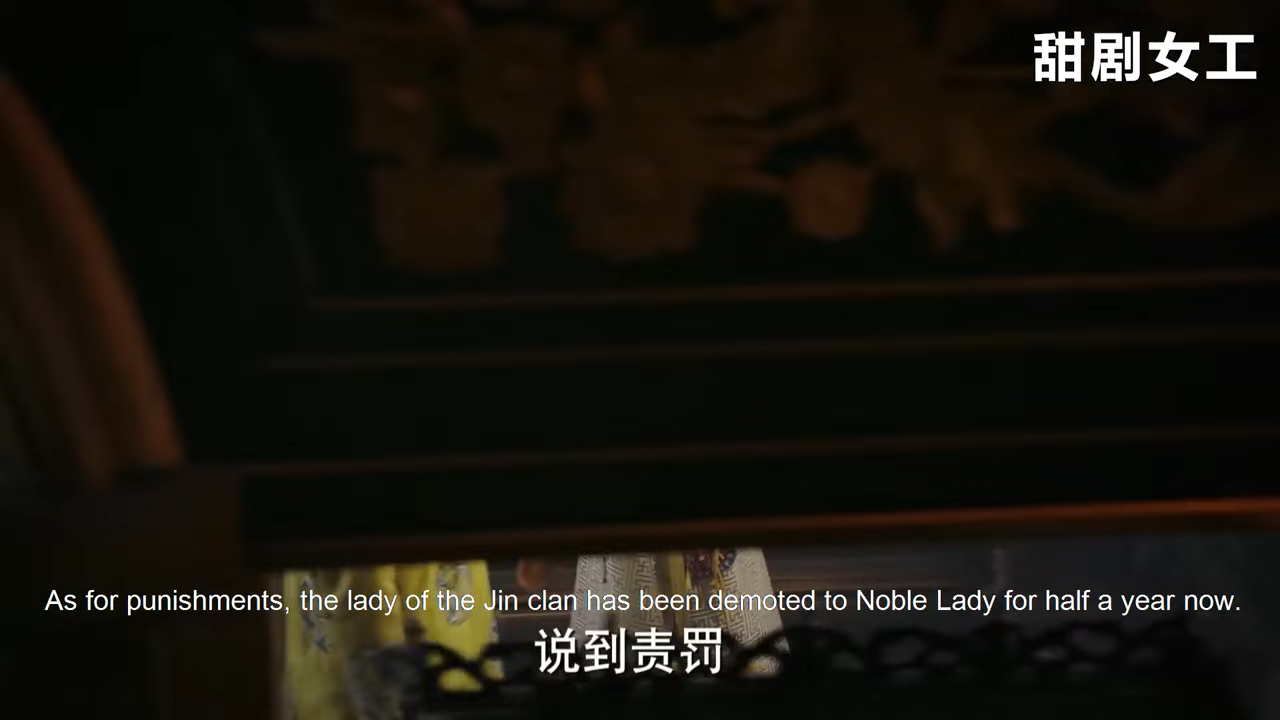 甜剧女工
As for punishments, the lady of the Jin clan has been demoted to Noble Lady for half a year now.
说到责罚